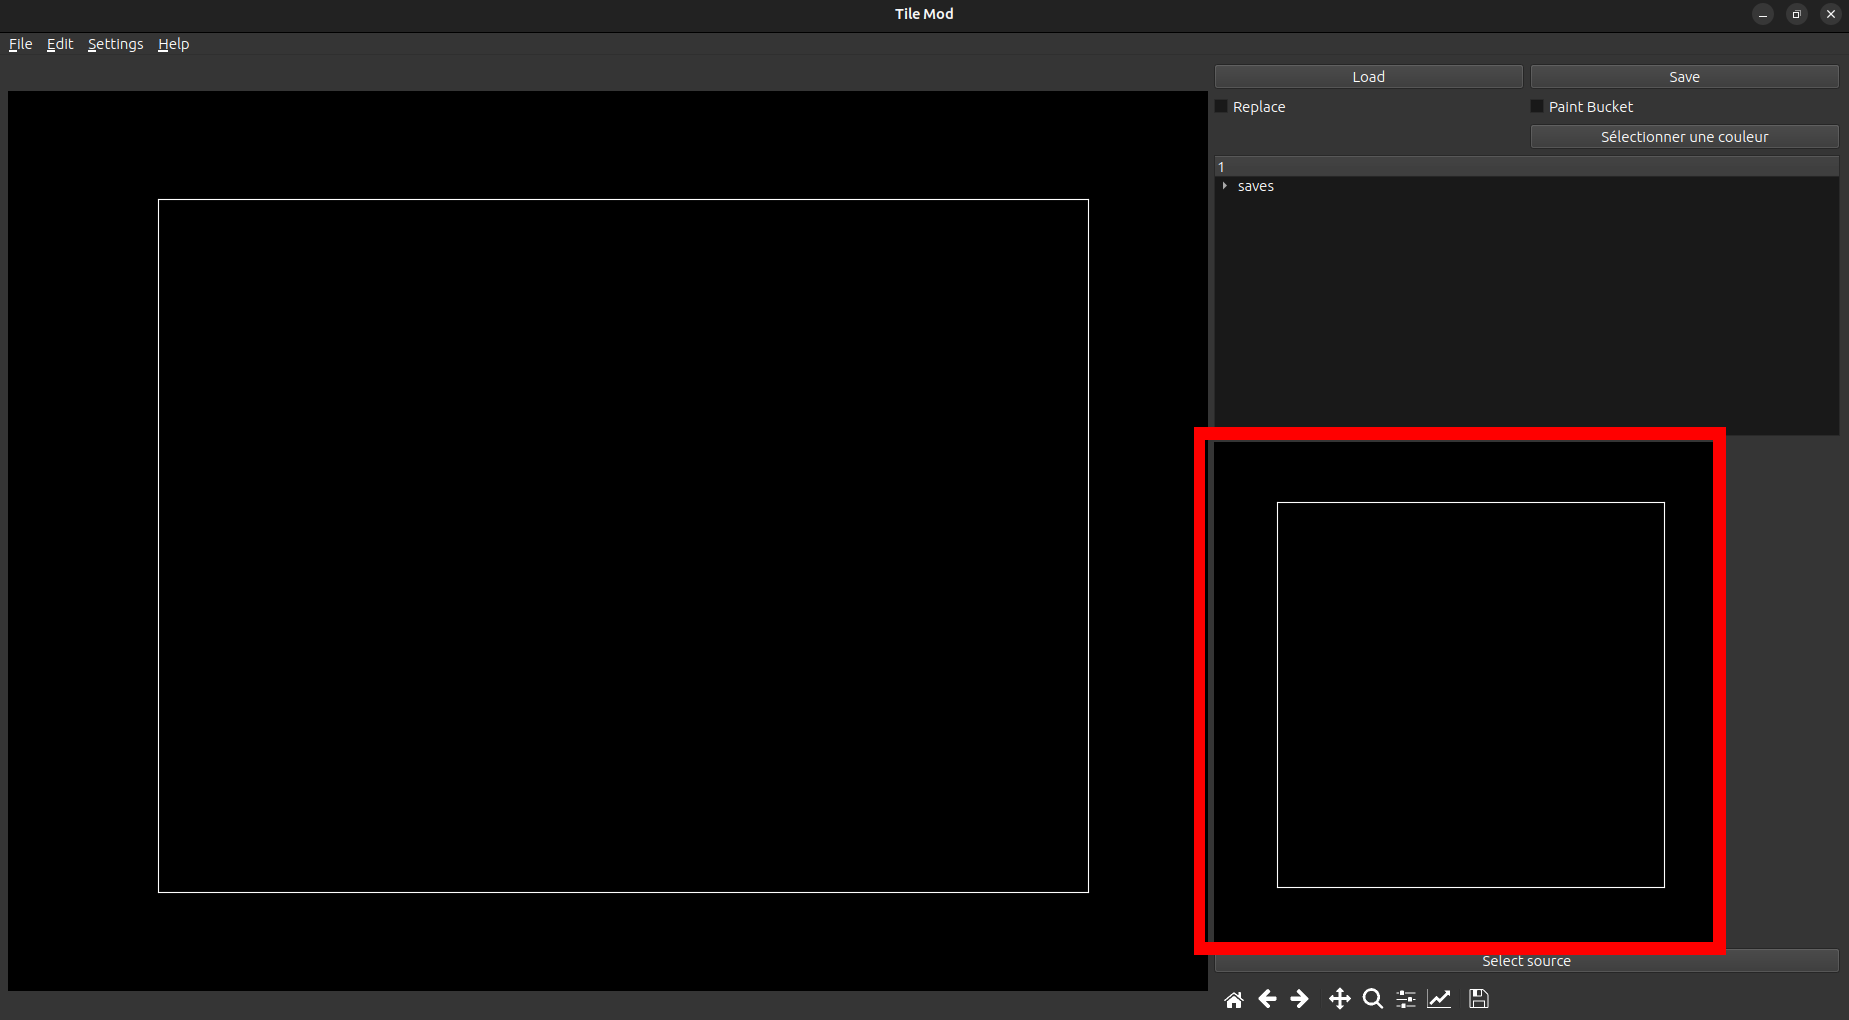 Tile Mod
File Edit Settings Help
Load Save
Replace Paint Bucket
Sélectionner une couleur
1
saves
Select source